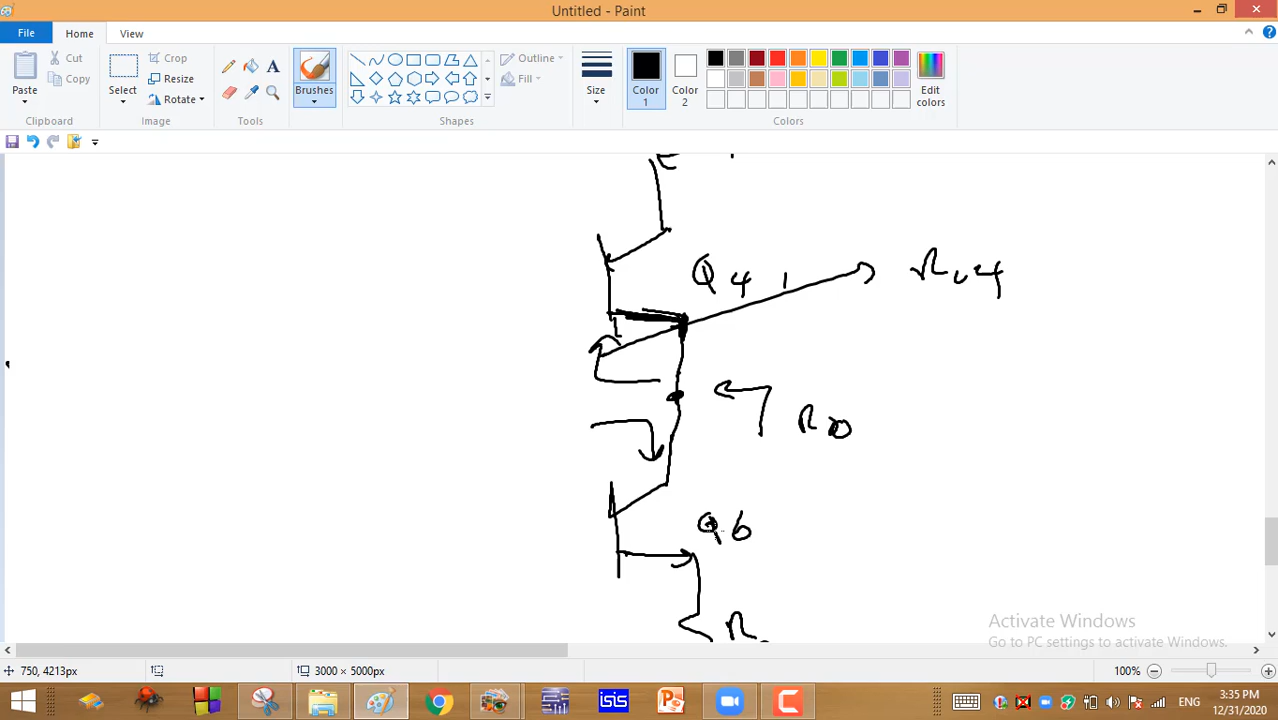 Untitled - Paint
File
Home
View
Paste
Cut
Copy
Clipboard
Select
Crop
Resize
Rotate
Image
Tools
A
Brushes
Outline
Fill
Shapes
Size
Color 1
Color 2
Edit colors
Colors
Q4
Q6
R
Activate Windows
Go to PC settings to activate Windows.
750, 4213px
3000 × 5000px
100%
isis
ENG
3:35 PM
12/31/2020